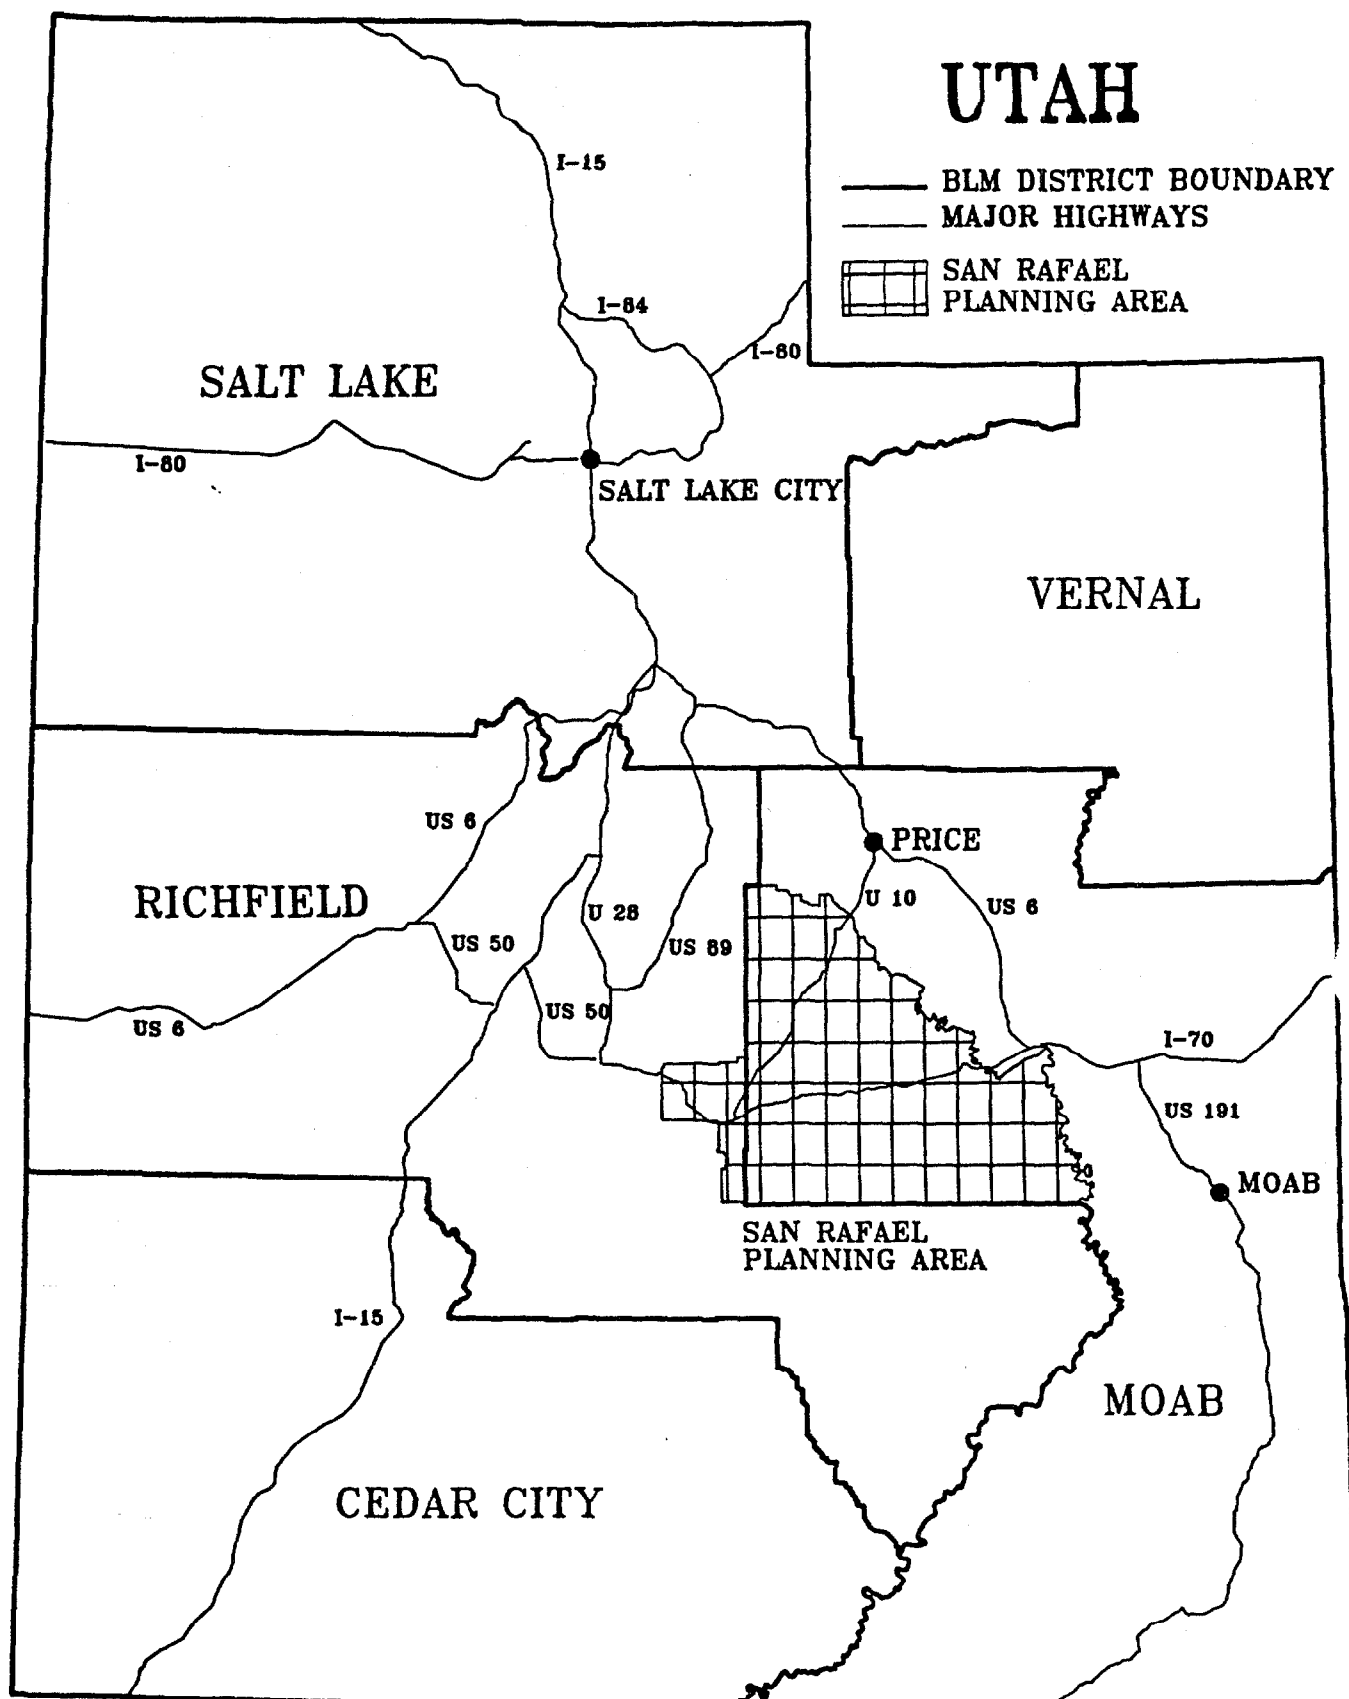 UTAH
BLM DISTRICT BOUNDARY
MAJOR HIGHWAYS
SAN RAFAEL
PLANNING AREA
I-15
I-84
I-80
SALT LAKE
I-80
SALT LAKE CITY
VERNAL
US 6
PRICE
RICHFIELD
U 10
US 6
U 28
US 50
US 89
US 50
US 6
I-70
US 191
MOAB
SAN RAFAEL
PLANNING AREA
I-15
MOAB
CEDAR CITY